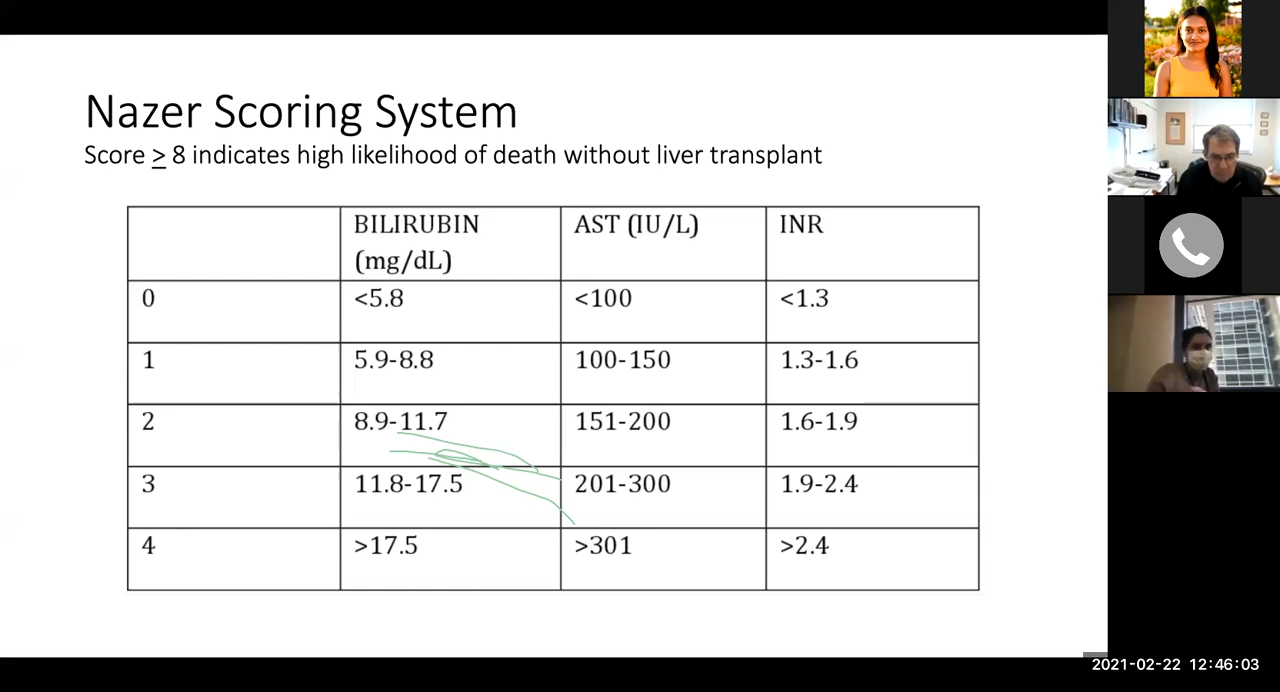 Nazer Scoring System
Score ≥ 8 indicates high likelihood of death without liver transplant
BILIRUBIN (mg/dL) AST (IU/L) INR
0 <5.8 <100 <1.3
1 5.9-8.8 100-150 1.3-1.6
2 8.9-11.7 151-200 1.6-1.9
3 11.8-17.5 201-300 1.9-2.4
4 >17.5 >301 >2.4
2021-02-22 12:46:03